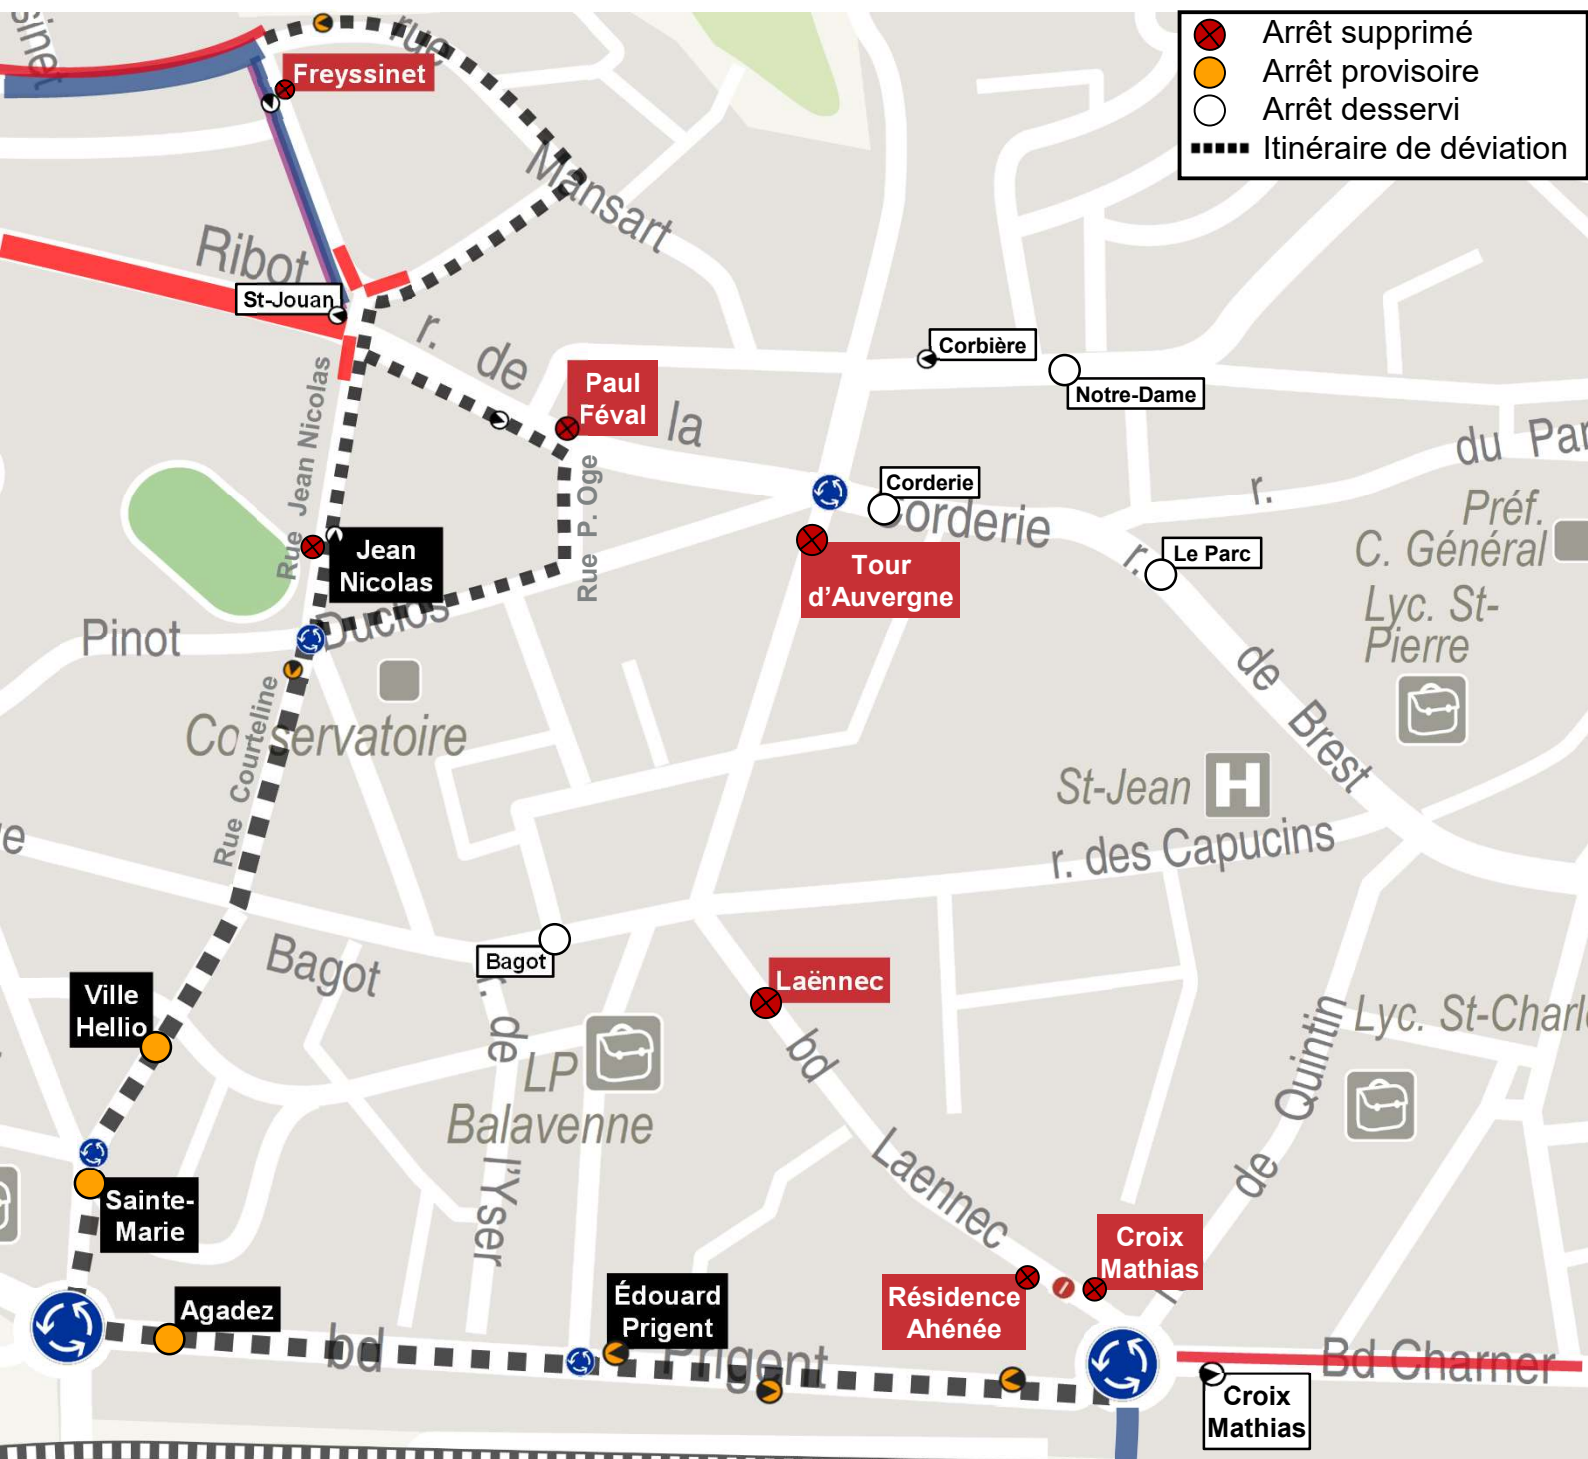 Arrêt supprimé
Arrêt provisoire
Arrêt desservi
Itinéraire de déviation
sinet
rue
Freyssinet
Mansart
Ribot
St-Jouan
r. de
la
Corderie
Paul
Féval
Corbière
Notre-Dame
r.
du Par
Corderie
Rue Jean Nicolas
Rue P. Oge
Jean
Nicolas
Tour
d'Auvergne
Le Parc
Préf.
C. Général
Lyc. St-
Pierre
Pinot
Duclos
r.
de
Brest
Conservatoire
Rue Courteline
St-Jean
H
r. des Capucins
e
Bagot
Bagot
Ville
Hellio
Laënnec
r. de
l'Yser
LP
Balavenne
bd
Laennec
Lyc. St-Charle
de
Quintin
Sainte-
Marie
Croix
Mathias
Résidence
Ahénée
Agadez
Édouard
Prigent
bd
Prigent
Bd Charner
Croix
Mathias